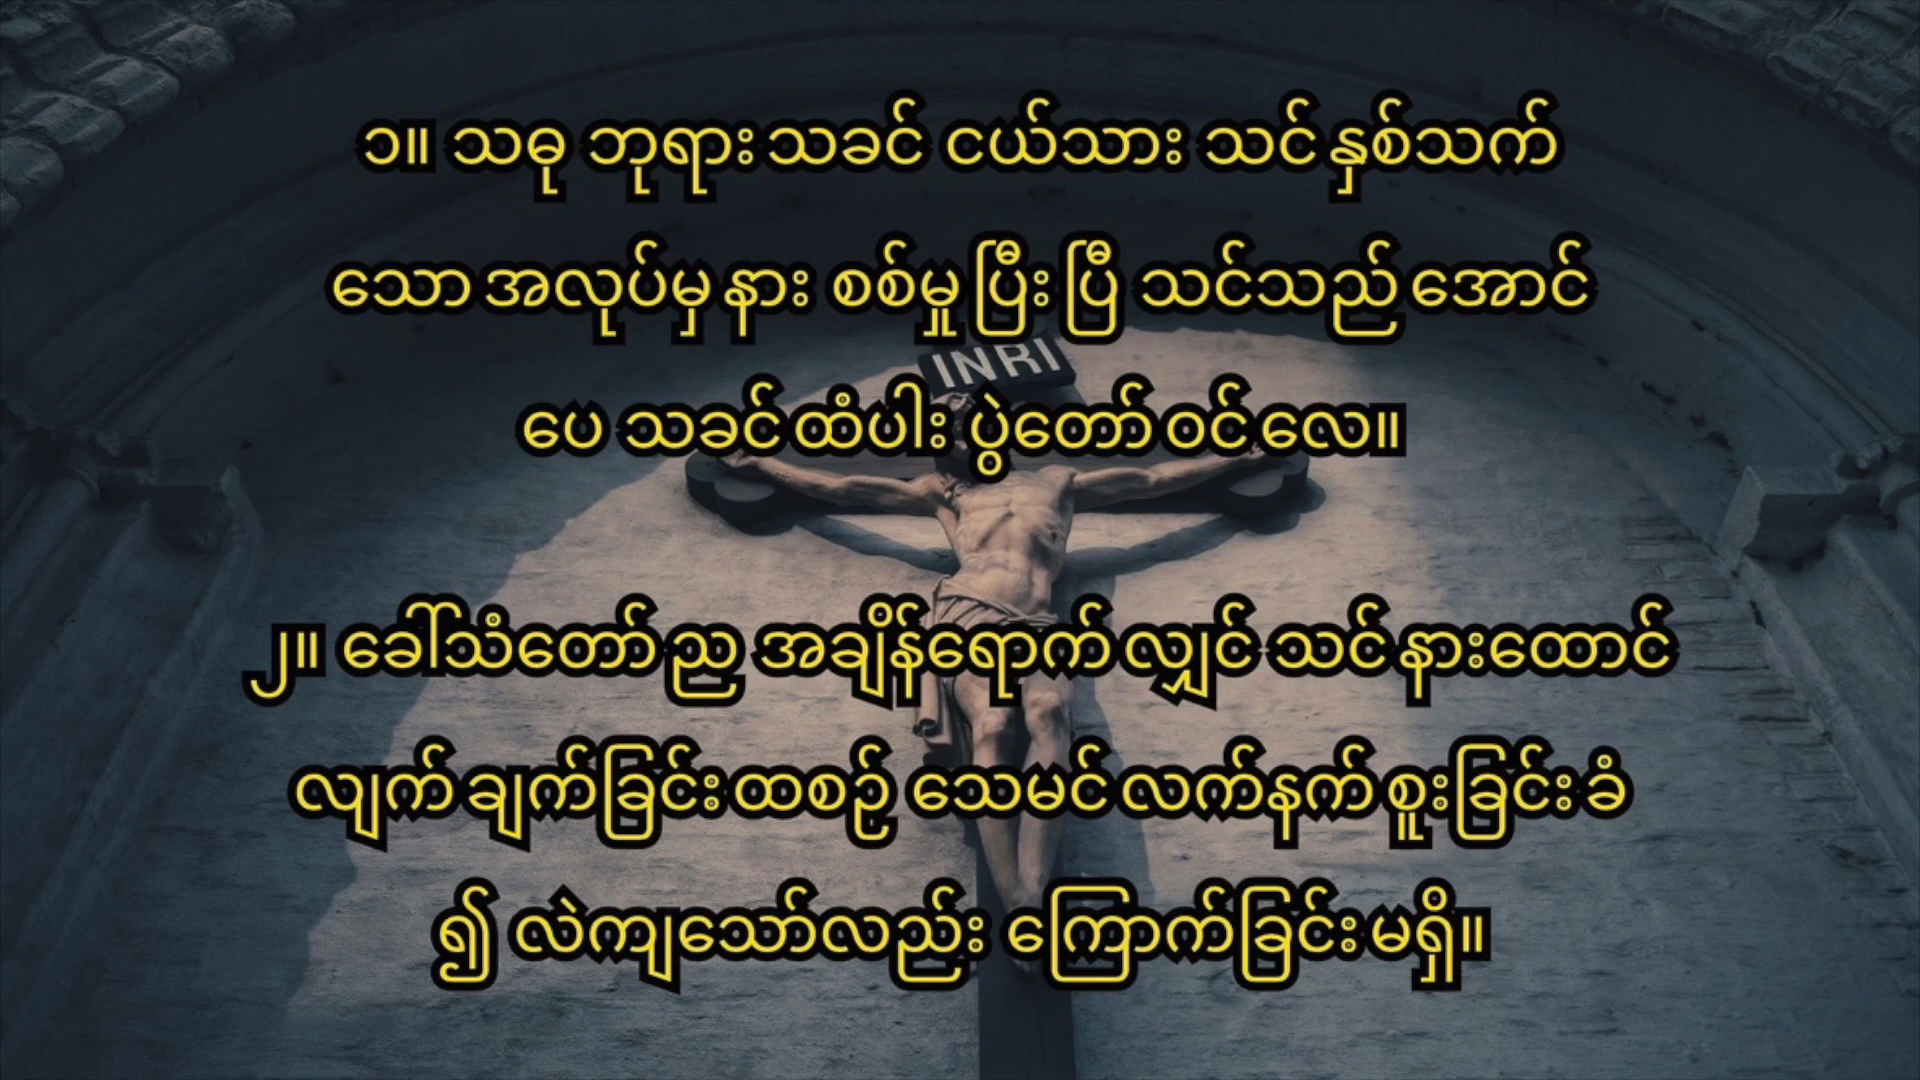 ၁။ သဓု ဘုရားသခင် ငယ်သား သင်နှစ်သက်
သောအလုပ်မှနား စစ်မှုပြီးပြီ သင်သည်အောင်
INRI
ပေ သခင်ထံပါး ပွဲတော်ဝင်လေ။
၂။ ခေါ်သံတော်ည အချိန်ရောက်လျှင် သင်နားထောင်
လျက်ချက်ခြင်းထစဉ် သေမင်လက်နက်စူးခြင်းခံ
၍ လဲကျသော်လည်း ကြောက်ခြင်းမရှိ။